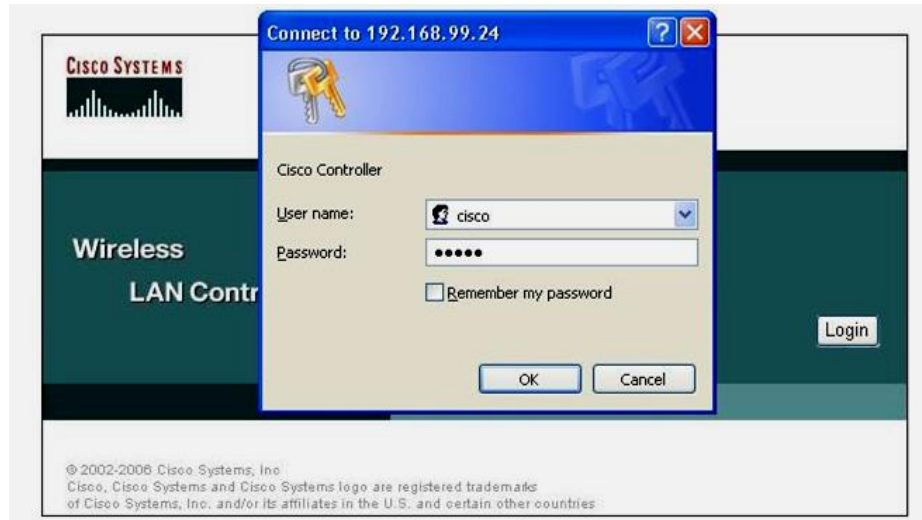 Connect to 192.168.99.24
CISCO SYSTEMS
Cisco Controller
User name:
cisco
Password:
•••••
Remember my password
Wireless
LAN Contr
Login
OK
Cancel
© 2002-2006 Cisco Systems, Inc
Cisco, Cisco Systems and Cisco Systems logo are registered trademarks
of Cisco Systems, Inc. and/or its affiliates in the U.S. and certain other countries